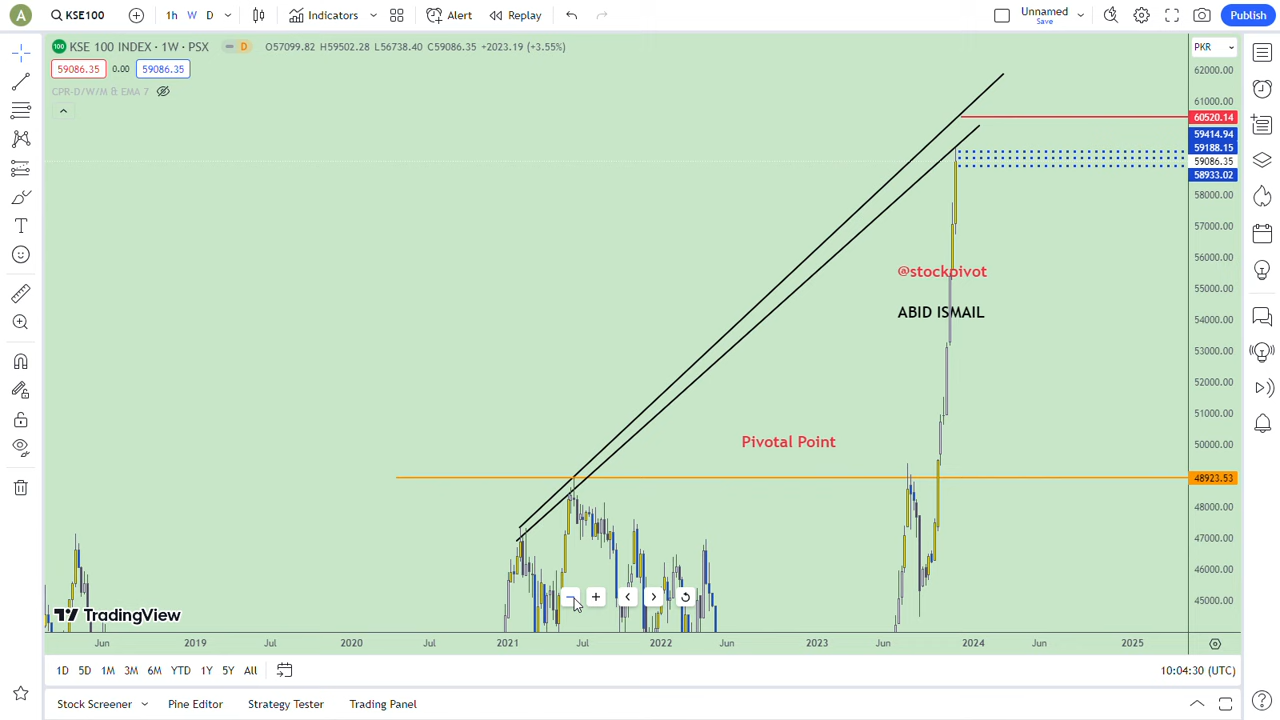 A KSE100 1h W D Indicators Alert Replay Unnamed Save Publish
100 KSE 100 INDEX · 1W · PSX D O57099.82 H59502.28 L56738.40 C59086.35 +2023.19 (+3.55%) PKR
59086.35 0.00 59086.35
CPR-D/W/M & EMA 7
62000.00
61000.00
60520.14
59414.94
59188.15
59086.35
58933.02
58000.00
57000.00
56000.00
@stockpivot
55000.00
ABID ISMAIL
54000.00
53000.00
52000.00
51000.00
Pivotal Point
50000.00
48923.53
48000.00
47000.00
46000.00
45000.00
TradingView
Jun 2019 Jul 2020 Jul 2021 Jul 2022 Jun 2023 Jul 2024 Jun 2025
1D 5D 1M 3M 6M YTD 1Y 5Y All 10:04:30 (UTC)
Stock Screener Pine Editor Strategy Tester Trading Panel